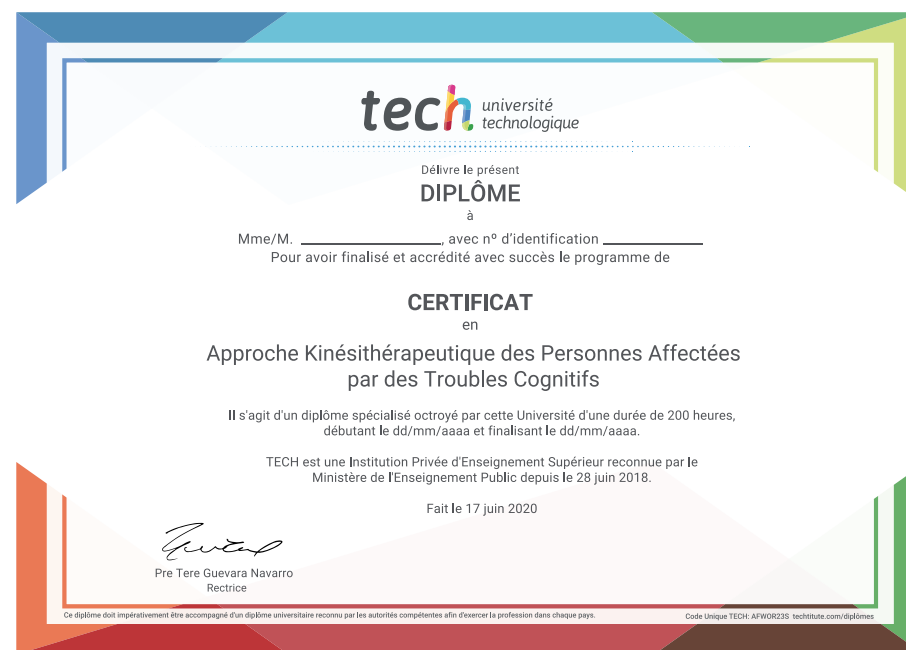 tech université
technologique
Délivre le présent
DIPLÔME
à
Mme/M. ____________________, avec nº d'identification ______________
Pour avoir finalisé et accrédité avec succès le programme de
CERTIFICAT
en
Approche Kinésithérapeutique des Personnes Affectées
par des Troubles Cognitifs
Il s'agit d'un diplôme spécialisé octroyé par cette Université d'une durée de 200 heures,
débutant le dd/mm/aaaa et finalisant le dd/mm/aaaa.
TECH est une Institution Privée d'Enseignement Supérieur reconnue par le
Ministère de l'Enseignement Public depuis le 28 juin 2018.
Fait le 17 juin 2020
Pre Tere Guevara Navarro
Rectrice
Ce diplôme doit impérativement être accompagné d'un diplôme universitaire reconnu par les autorités compétentes afin d'exercer la profession dans chaque pays.
Code Unique TECH: AFWOR23S techtitute.com/diplômes